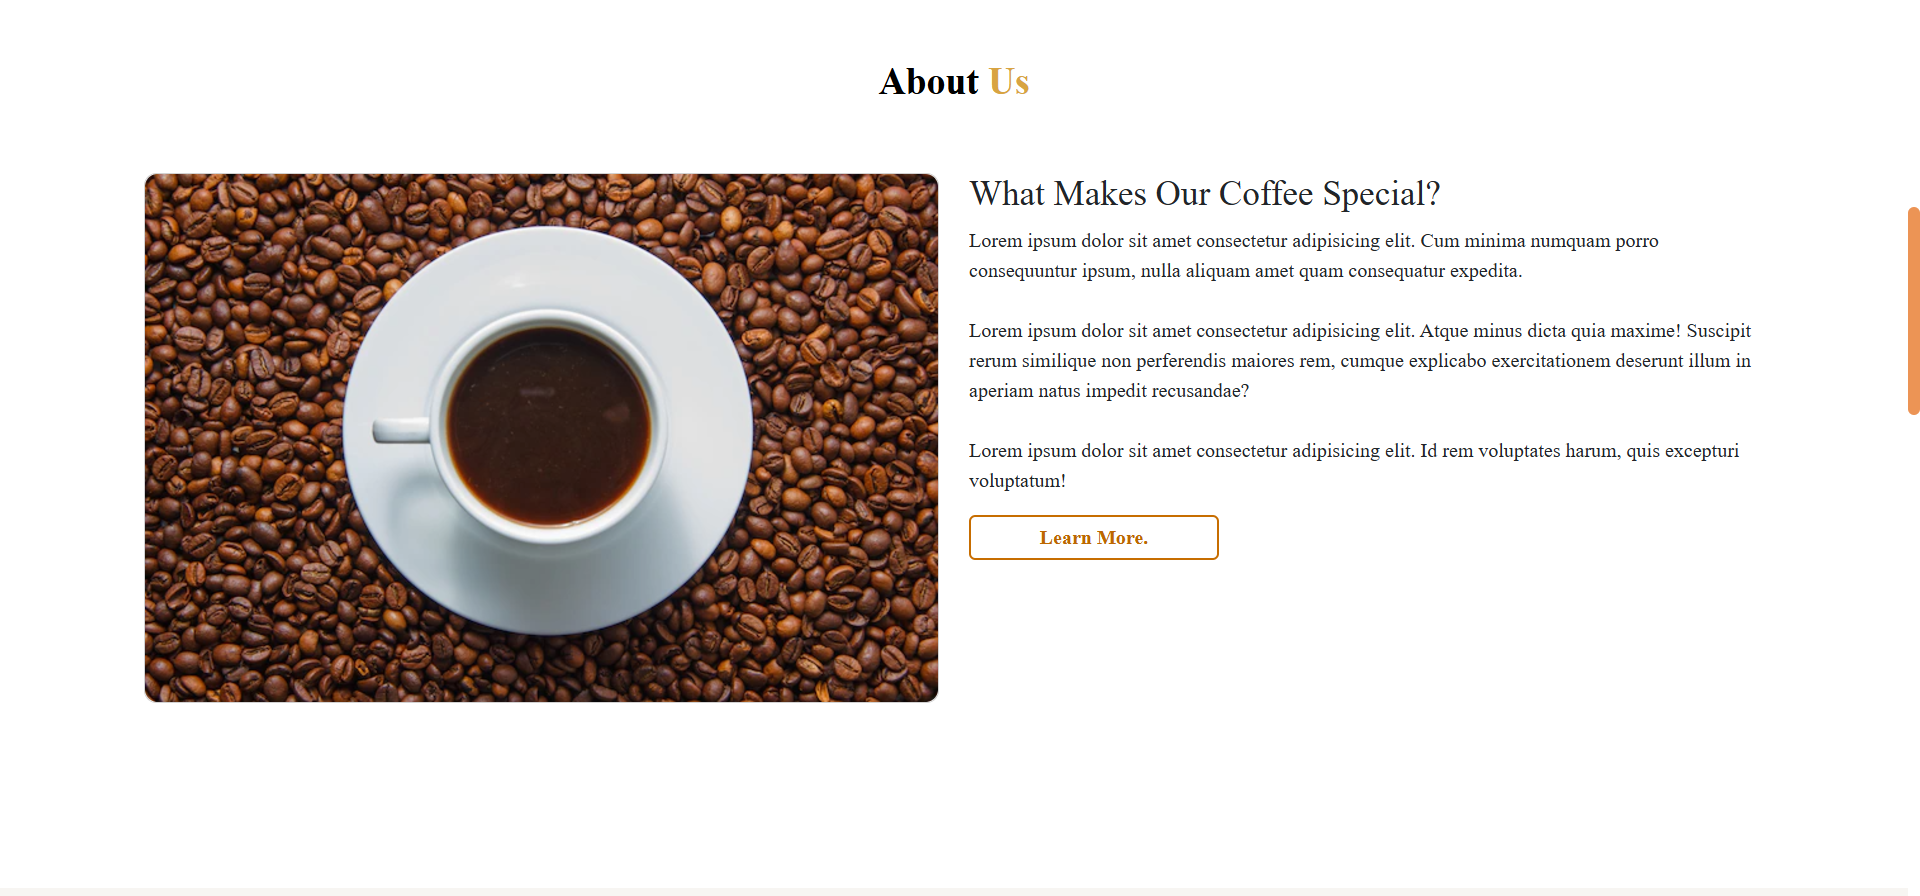 About Us
What Makes Our Coffee Special?
Lorem ipsum dolor sit amet consectetur adipisicing elit. Cum minima numquam porro
consequuntur ipsum, nulla aliquam amet quam consequatur expedita.
Lorem ipsum dolor sit amet consectetur adipisicing elit. Atque minus dicta quia maxime! Suscipit
rerum similique non perferendis maiores rem, cumque explicabo exercitationem deserunt illum in
aperiam natus impedit recusandae?
Lorem ipsum dolor sit amet consectetur adipisicing elit. Id rem voluptates harum, quis excepturi
voluptatum!
Learn More.